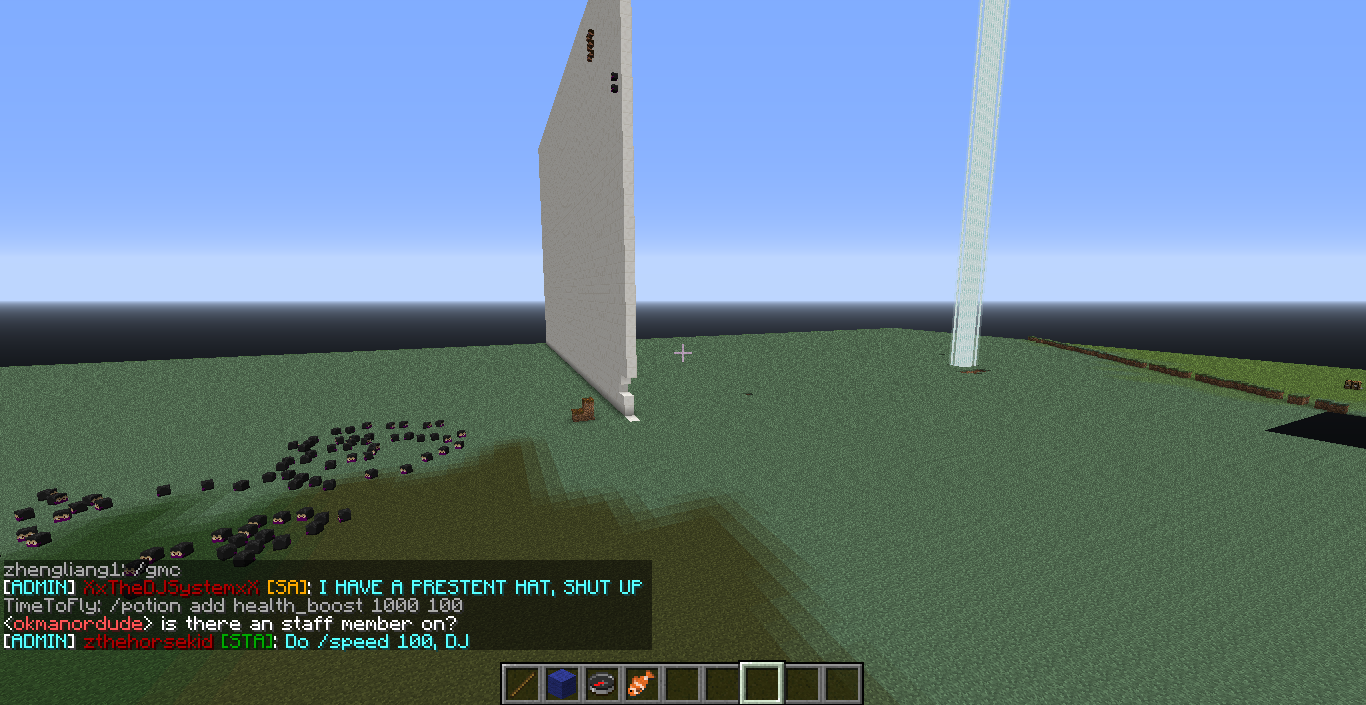 zhengliang1: /gmc
[ADMIN] XxTheDJSystemxX [SA]: I HAVE A PRESTENT HAT, SHUT UP
TimeToFly: /potion add health_boost 1000 100
<okmanordude> is there an staff member on?
[ADMIN] zthehorsekid [STA]: Do /speed 100, DJ